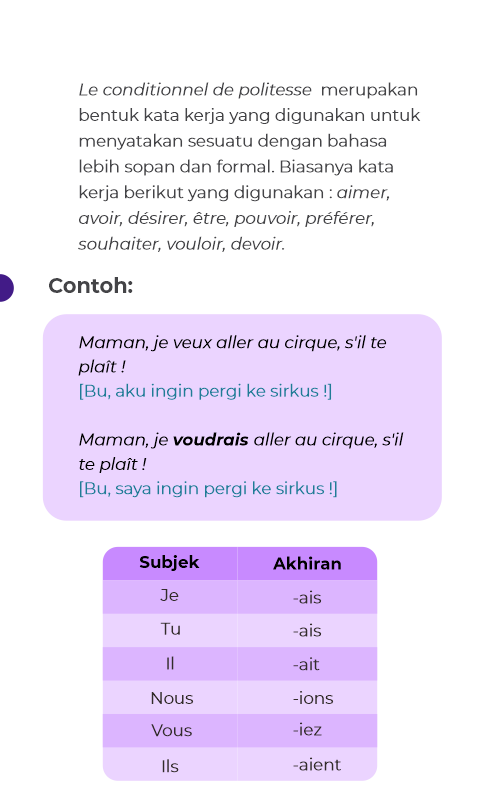 Le conditionnel de politesse merupakan
bentuk kata kerja yang digunakan untuk
menyatakan sesuatu dengan bahasa
lebih sopan dan formal. Biasanya kata
kerja berikut yang digunakan : aimer,
avoir, désirer, être, pouvoir, préférer,
souhaiter, vouloir, devoir.
Contoh:
Maman, je veux aller au cirque, s'il te
plaît !
[Bu, aku ingin pergi ke sirkus !]
Maman, je voudrais aller au cirque, s'il
te plaît !
[Bu, saya ingin pergi ke sirkus !]
Subjek Akhiran
Je -ais
Tu -ais
Il -ait
Nous -ions
Vous -iez
Ils -aient